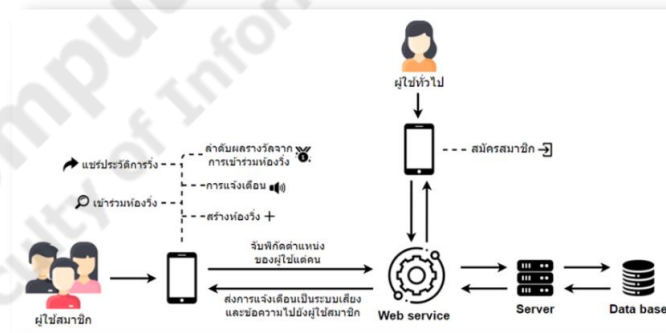 ผู้ใช้ทั่วไป
สมัครสมาชิก
ลำดับผลรางวัลจาก
การเข้าร่วมห้องวิ่ง
แชร์ประวัติการวิ่ง
การแจ้งเตือน
เข้าร่วมห้องวิ่ง
สร้างห้องวิ่ง
จับพิกัดตำแหน่ง
ของผู้ใช้แต่คน
ส่งการแจ้งเตือนเป็นระบบเสียง
และข้อความไปยังผู้ใช้สมาชิก
ผู้ใช้สมาชิก
Web service
Server
Data base